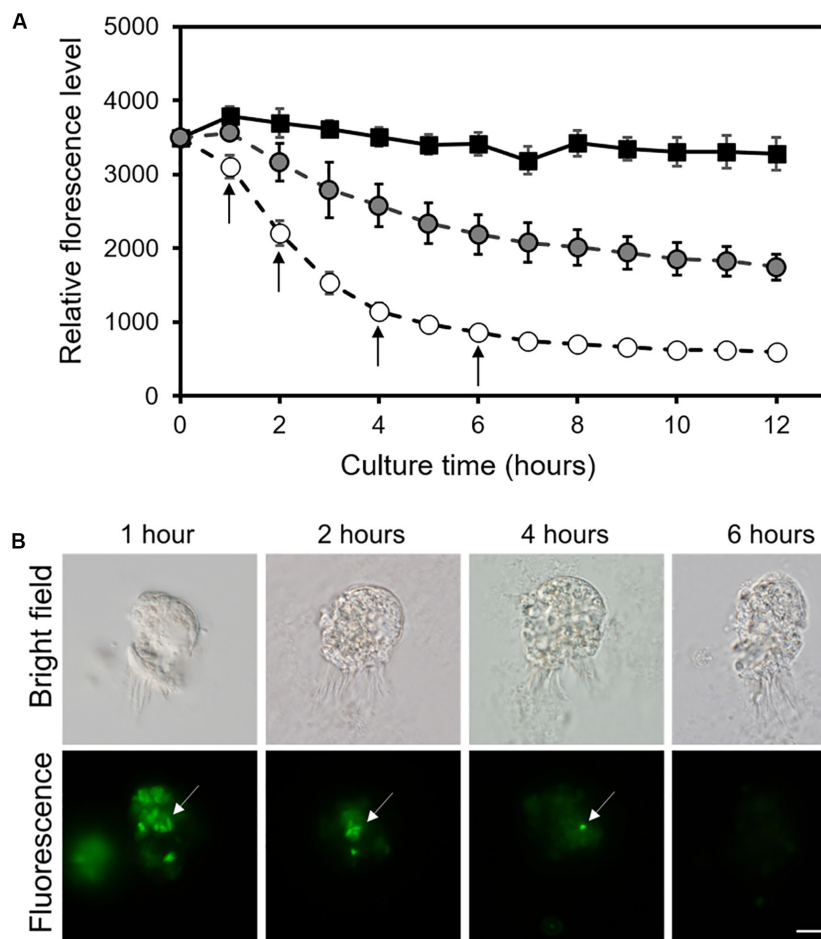 A
Relative florescence level
5000
4000
3000
2000
1000
0
0 2 4 6 8 10 12
Culture time (hours)
B
1 hour 2 hours 4 hours 6 hours
Bright field
Fluorescence